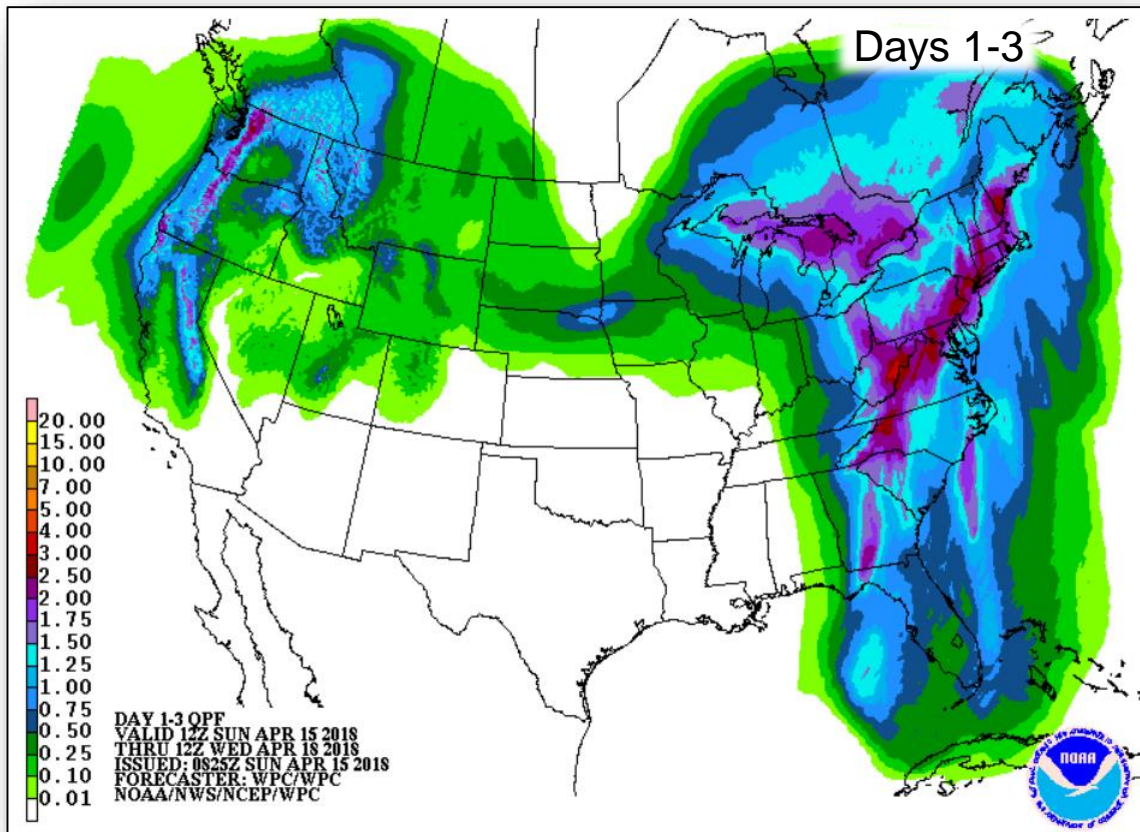 Days 1-3
20.00
15.00
10.00
7.00
5.00
4.00
3.00
2.50
2.00
1.75
1.50
1.25
1.00
0.75
0.50
0.25
0.10
0.01
DAY 1-3 QPF
VALID 12Z SUN APR 15 2018
THRU 12Z WED APR 18 2018
ISSUED: 0825Z SUN APR 15 2018
FORECASTER: WPC/WPC
NOAA/NWS/NCEP/WPC
NOAA